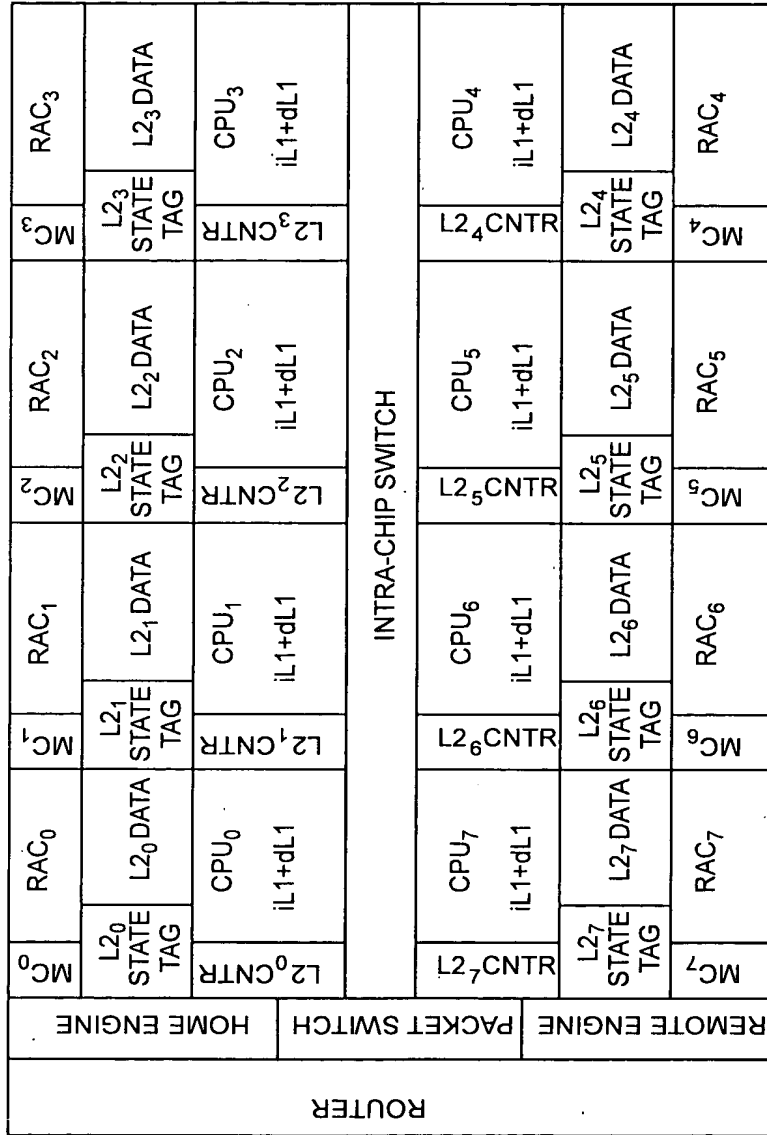 MC₀ RAC₀ MC₁ RAC₁ MC₂ RAC₂ MC₃ RAC₃
L2₀ STATE TAG
L2₀ DATA
L2₁ STATE TAG
L2₁ DATA
L2₂ STATE TAG
L2₂ DATA
L2₃ STATE TAG
L2₃ DATA
L2₀CNTR
CPU₀
iL1+dL1
L2₁CNTR
CPU₁
iL1+dL1
L2₂CNTR
CPU₂
iL1+dL1
L2₃CNTR
CPU₃
iL1+dL1
INTRA-CHIP SWITCH
L2₇CNTR
CPU₇
iL1+dL1
L2₉CNTR
CPU₆
iL1+dL1
L2₅CNTR
CPU₅
iL1+dL1
L2₄CNTR
CPU₄
iL1+dL1
L2₇ STATE TAG
L2₇ DATA
L2₆ STATE TAG
L2₆ DATA
L2₅ STATE TAG
L2₅ DATA
L2₄ STATE TAG
L2₄ DATA
MC₇ RAC₇ MC₆ RAC₆ MC₅ RAC₅ MC₄ RAC₄
HOME ENGINE
PACKET SWITCH
REMOTE ENGINE
ROUTER